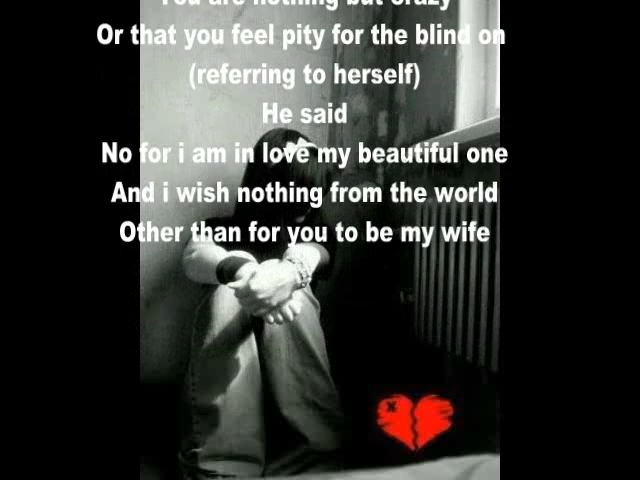 You are nothing but crazy
Or that you feel pity for the blind on
(referring to herself)
He said
No for i am in love my beautiful one
And i wish nothing from the world
Other than for you to be my wife